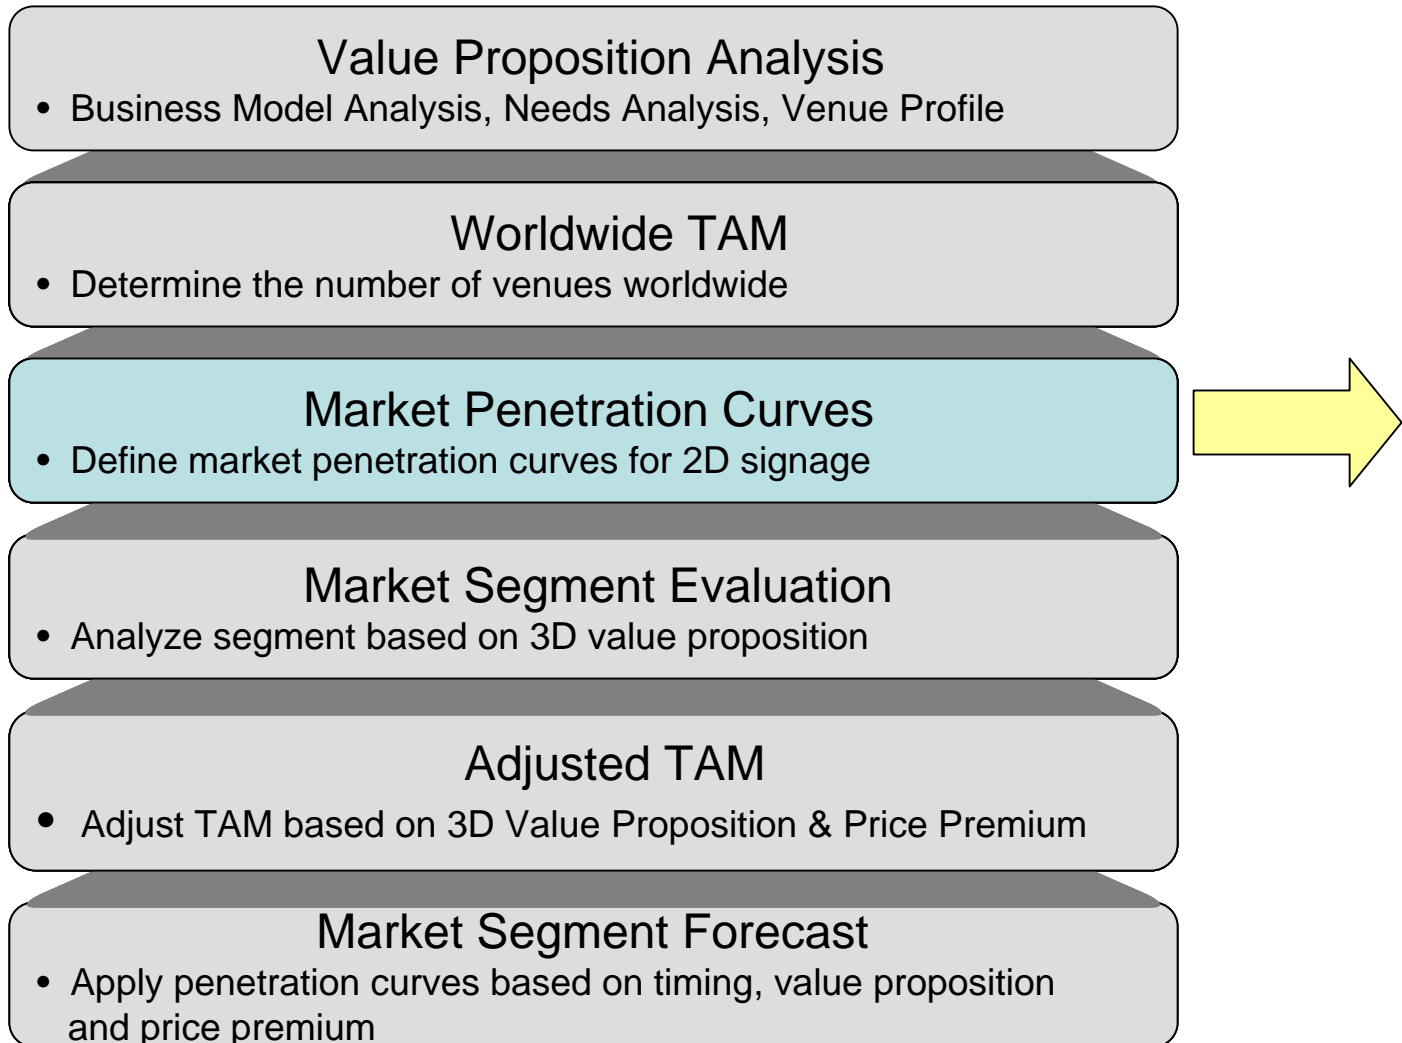 Value Proposition Analysis
• Business Model Analysis, Needs Analysis, Venue Profile
Worldwide TAM
• Determine the number of venues worldwide
Market Penetration Curves
• Define market penetration curves for 2D signage
Market Segment Evaluation
• Analyze segment based on 3D value proposition
Adjusted TAM
• Adjust TAM based on 3D Value Proposition & Price Premium
Market Segment Forecast
• Apply penetration curves based on timing, value proposition
and price premium